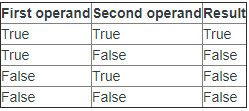 First operand Second operand Result
True True True
True False False
False True False
False False False